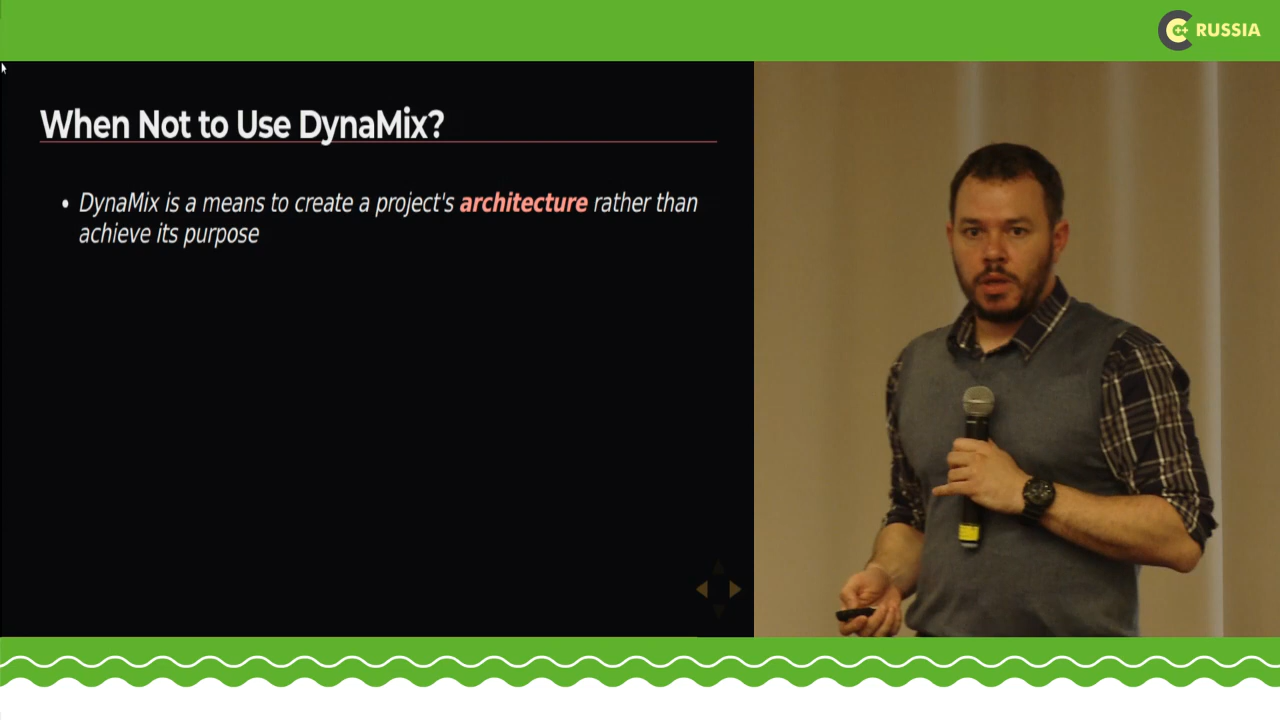 C++ RUSSIA
When Not to Use DynaMix?
• DynaMix is a means to create a project's architecture rather than
achieve its purpose